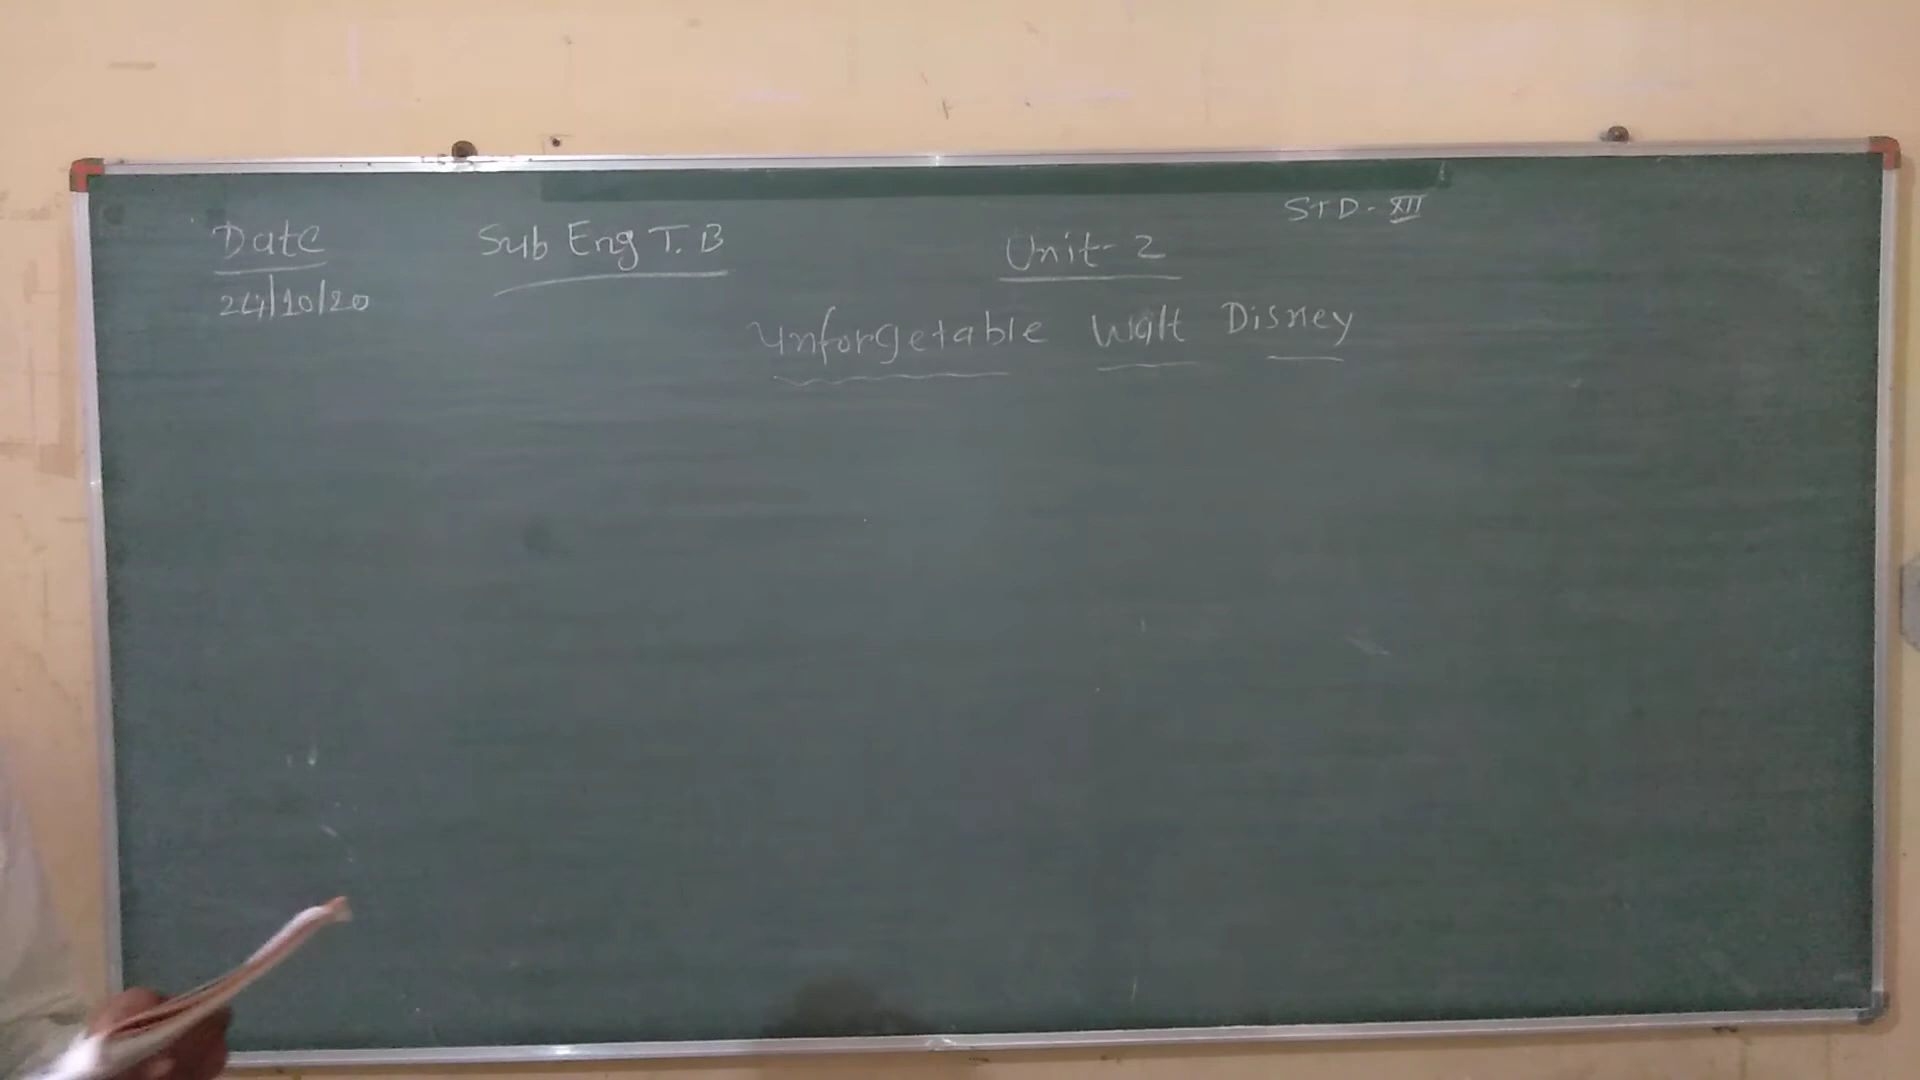 STD-XII
Date Sub Eng T.B Unit-2
24/10/20
Unforgetable Walt Disney